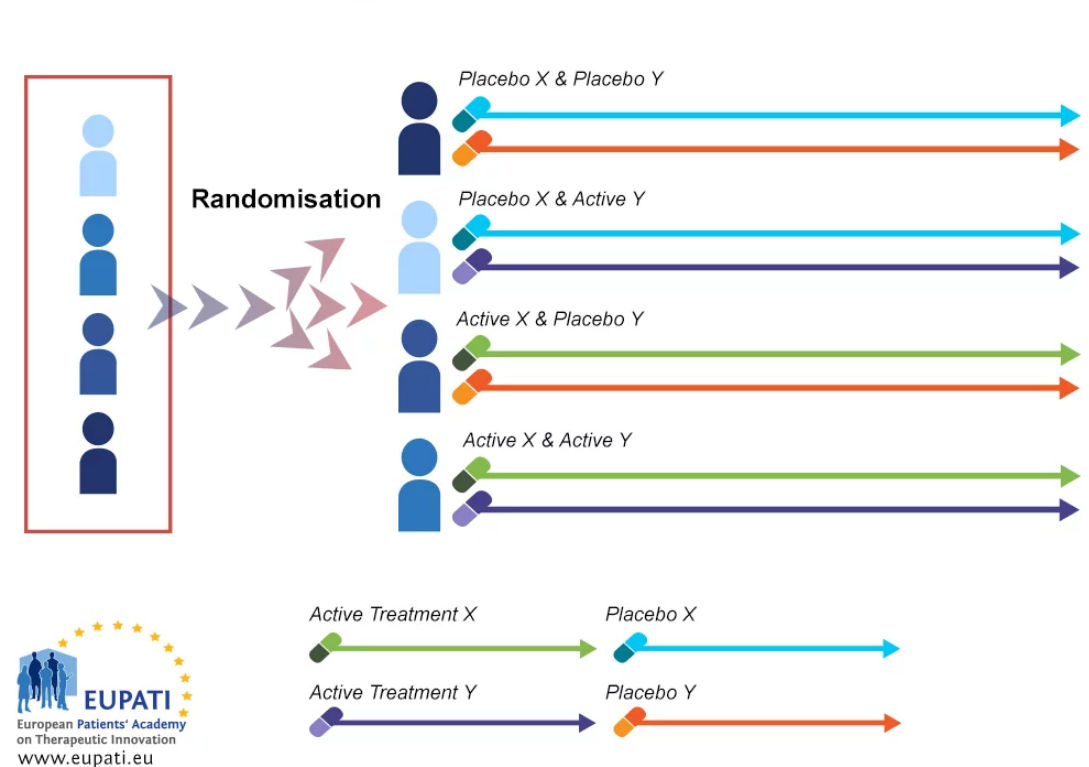 Placebo X & Placebo Y
Randomisation
Placebo X & Active Y
Active X & Placebo Y
Active X & Active Y
Active Treatment X
Placebo X
Active Treatment Y
Placebo Y
EUPATI
European Patients' Academy
on Therapeutic Innovation
www.eupati.eu